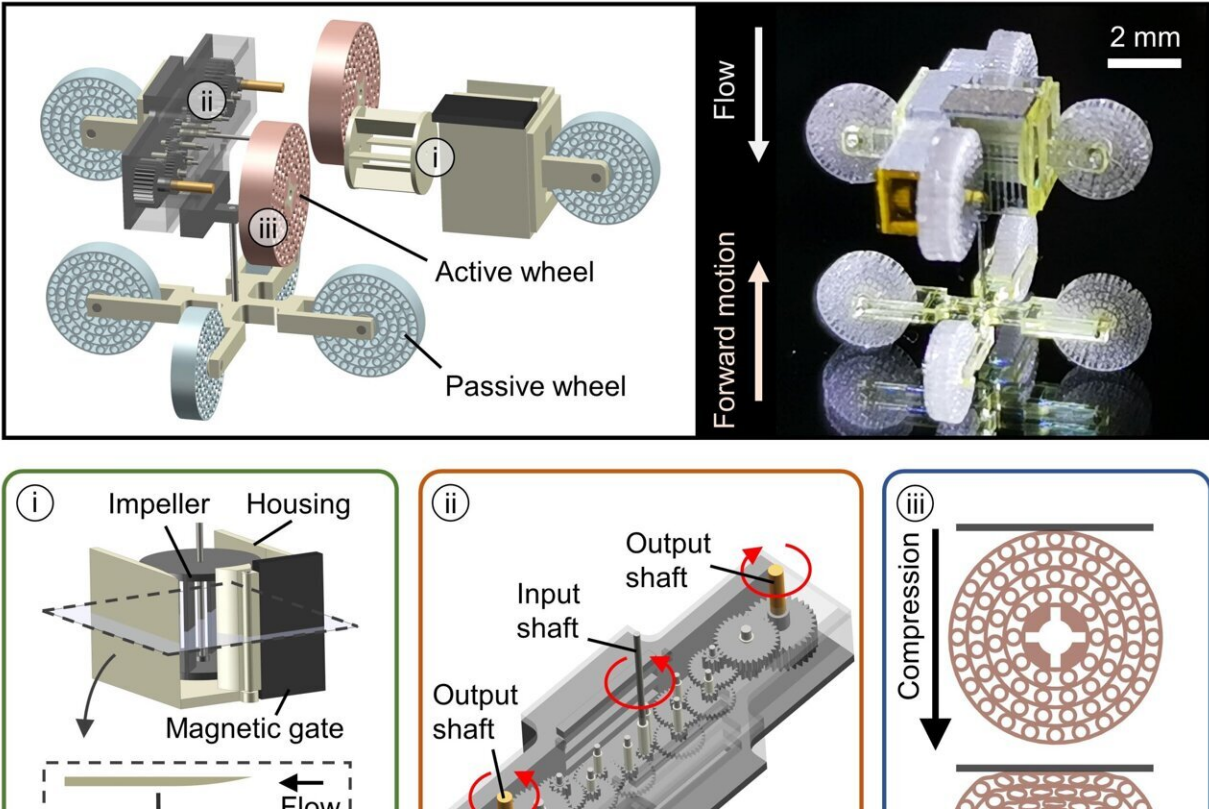 ii
i
iii
Active wheel
Passive wheel
Flow
Forward motion
2 mm
i
Impeller
Housing
Magnetic gate
Flow
ii
Output
shaft
Input
shaft
Output
shaft
iii
Compression